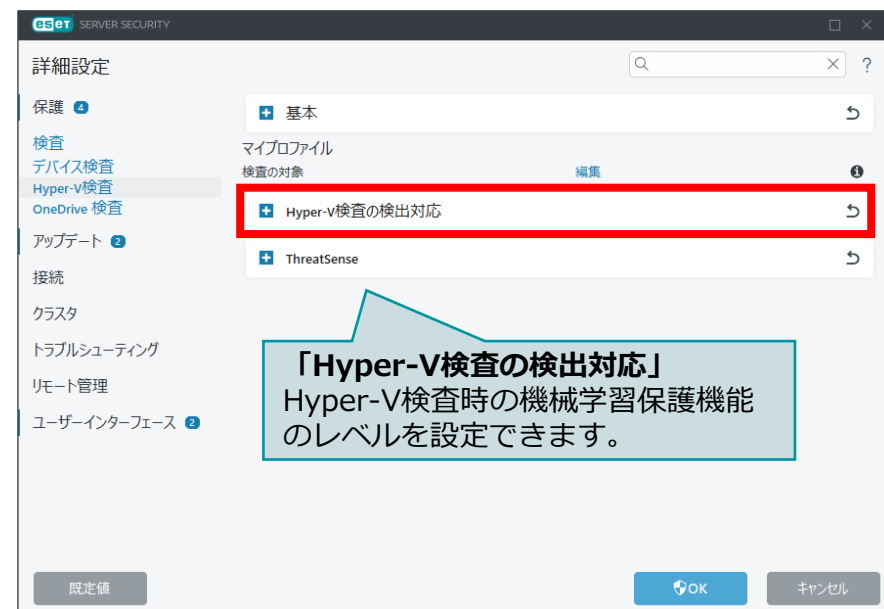 eset SERVER SECURITY
詳細設定
?
保護 4
検査
デバイス検査
Hyper-V検査
OneDrive 検査
アップデート 2
接続
クラスタ
トラブルシューティング
リモート管理
ユーザーインターフェース 2
基本
マイプロファイル
検査の対象 編集
Hyper-V検査の検出対応
ThreatSense
「Hyper-V検査の検出対応」
Hyper-V検査時の機械学習保護機能
のレベルを設定できます。
既定値 OK キャンセル